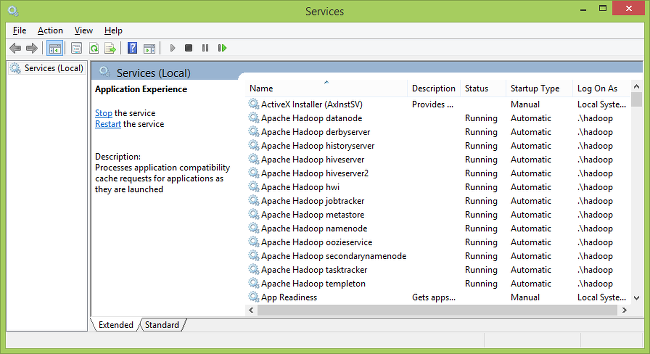 Services
File Action View Help
Services (Local)
Services (Local)
Application Experience
Stop the service
Restart the service
Description:
Processes application compatibility
cache requests for applications as
they are launched
Name Description Status Startup Type Log On As
ActiveX Installer (AxInstSV) Provides ... Manual Local Syste...
Apache Hadoop datanode Running Automatic .\hadoop
Apache Hadoop derbyserver Running Automatic .\hadoop
Apache Hadoop historyserver Running Automatic .\hadoop
Apache Hadoop hiveserver Running Automatic .\hadoop
Apache Hadoop hiveserver2 Running Automatic .\hadoop
Apache Hadoop hwi Running Automatic .\hadoop
Apache Hadoop jobtracker Running Automatic .\hadoop
Apache Hadoop metastore Running Automatic .\hadoop
Apache Hadoop namenode Running Automatic .\hadoop
Apache Hadoop oozieservice Running Automatic .\hadoop
Apache Hadoop secondarynamenode Running Automatic .\hadoop
Apache Hadoop tasktracker Running Automatic .\hadoop
Apache Hadoop templeton Running Automatic .\hadoop
App Readiness Gets apps... Manual Local Syste...
Extended Standard